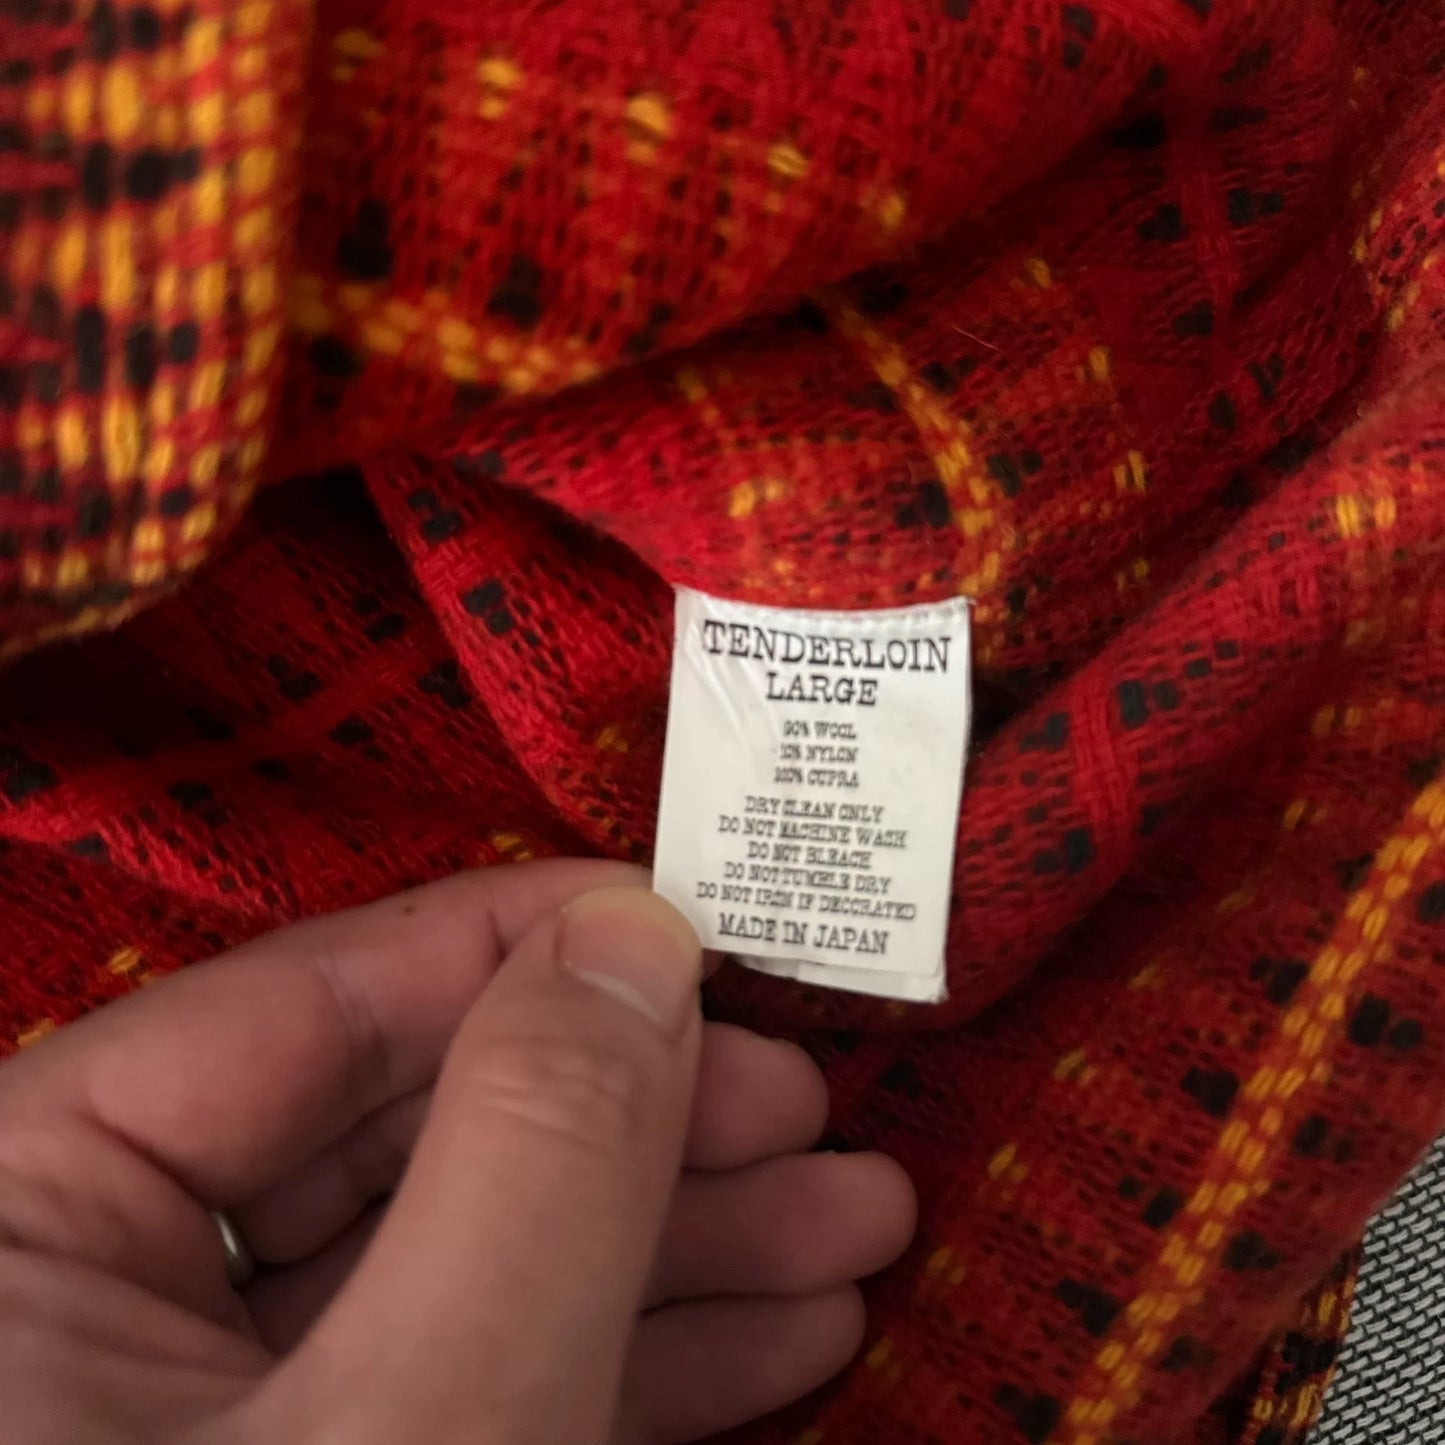 TENDERLOIN
LARGE
90% WOOL
10% NYLON
100% CUPRA
DRY CLEAN ONLY
DO NOT MACHINE WASH
DO NOT BLEACH
DO NOT TUMBLE DRY
DO NOT IRON IF DECORATED
MADE IN JAPAN